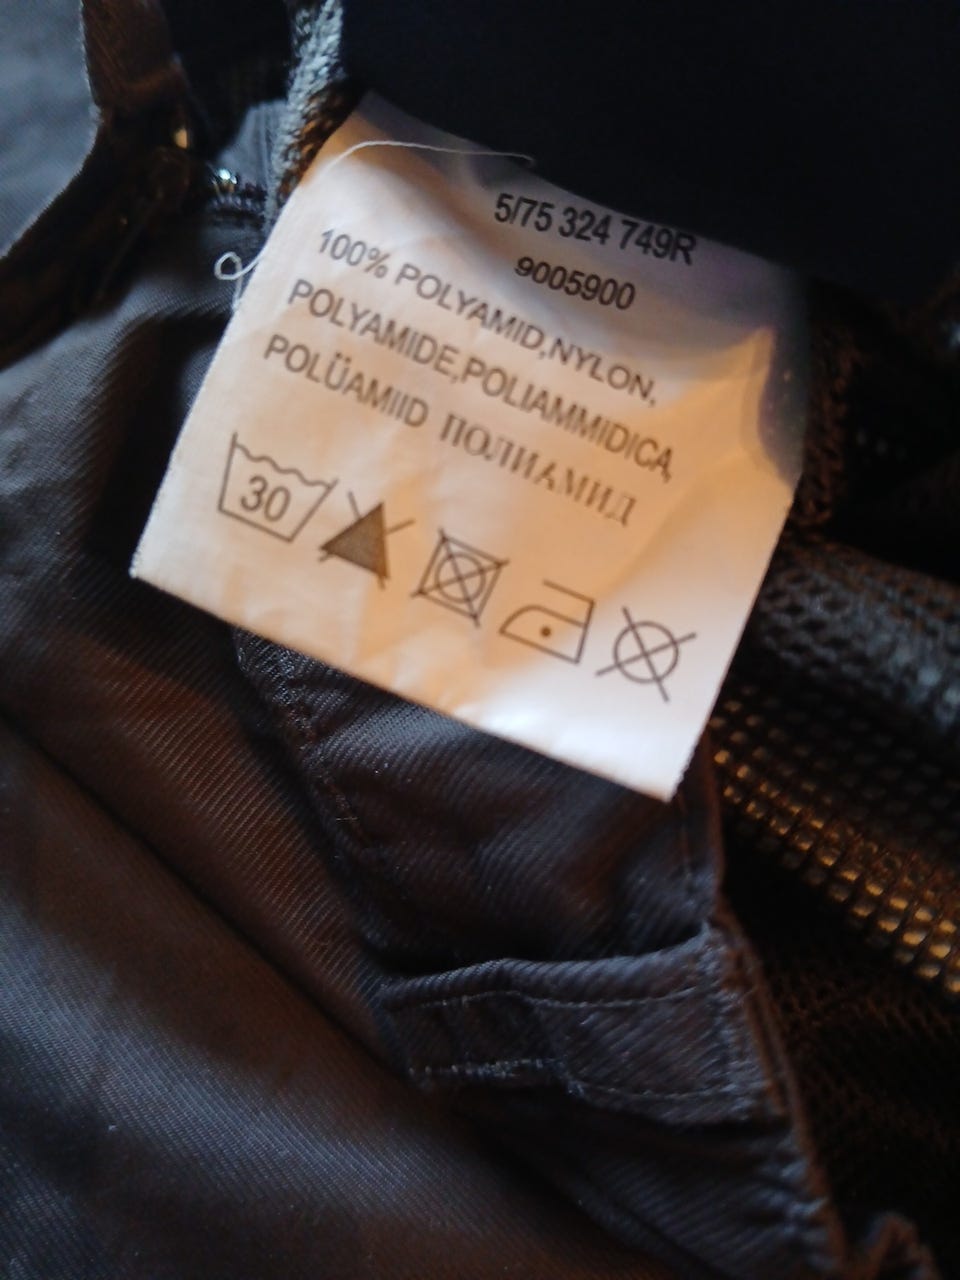 5/75 324 749R
9005900
100% POLYAMID,NYLON,
POLYAMIDE,POLIAMMIDICA,
POLÜAMIID ПОЛИАМИД
30